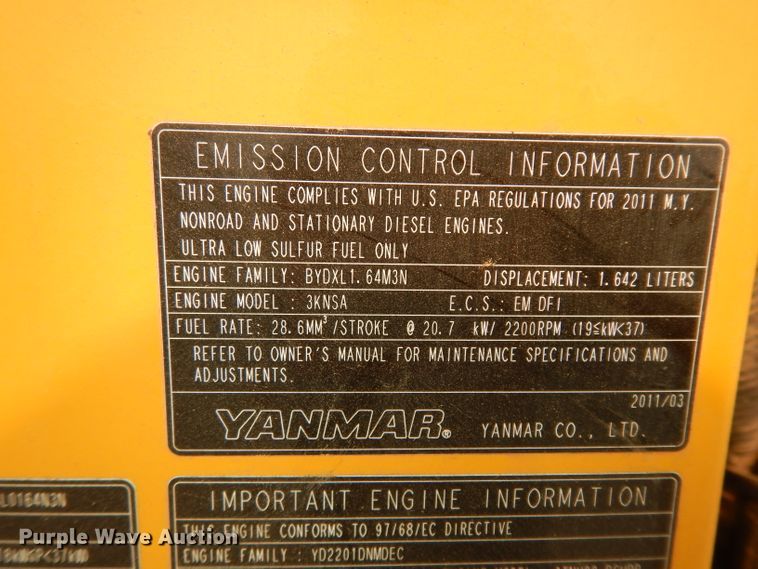 EMISSION CONTROL INFORMATION
THIS ENGINE COMPLIES WITH U.S. EPA REGULATIONS FOR 2011 M.Y.
NONROAD AND STATIONARY DIESEL ENGINES.
ULTRA LOW SULFUR FUEL ONLY
ENGINE FAMILY: BYDXL1.64M3N DISPLACEMENT: 1.642 LITERS
ENGINE MODEL : 3KNSA E.C.S.: EM DFI
FUEL RATE: 28.6MM³/STROKE @ 20.7 kW/ 2200RPM (19≤kW<37)
REFER TO OWNER'S MANUAL FOR MAINTENANCE SPECIFICATIONS AND
ADJUSTMENTS.
2011/03
YANMAR® YANMAR CO., LTD.
L0164N3N
IMPORTANT ENGINE INFORMATION
THIS ENGINE CONFORMS TO 97/68/EC DIRECTIVE
ENGINE FAMILY : YD2201DNMDEC
Purple Wave Auction